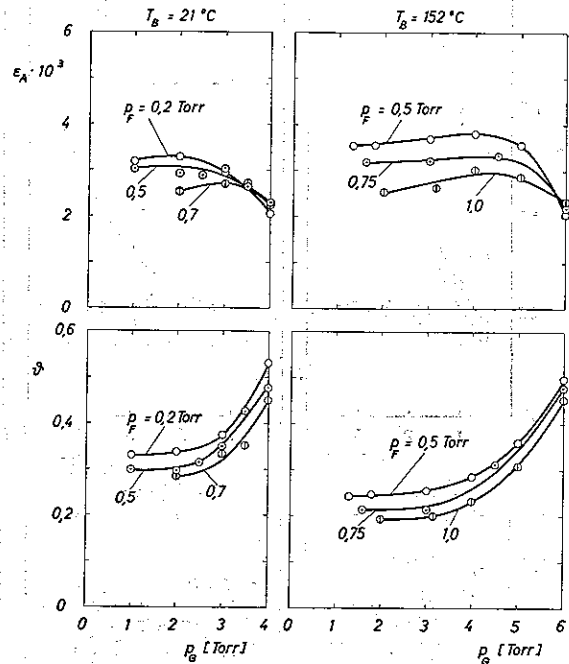 T_B = 21 °C
T_B = 152 °C
ε_A · 10³
6
4
2
0
p_F = 0,2 Torr
0,5
0,7
p_F = 0,5 Torr
0,75
1,0
ϑ
0,6
0,4
0,2
0
p_F = 0,2 Torr
0,5
0,7
p_F = 0,5 Torr
0,75
1,0
0 1 2 3 4
0 1 2 3 4 5 6
p_G [Torr]
p_G [Torr]